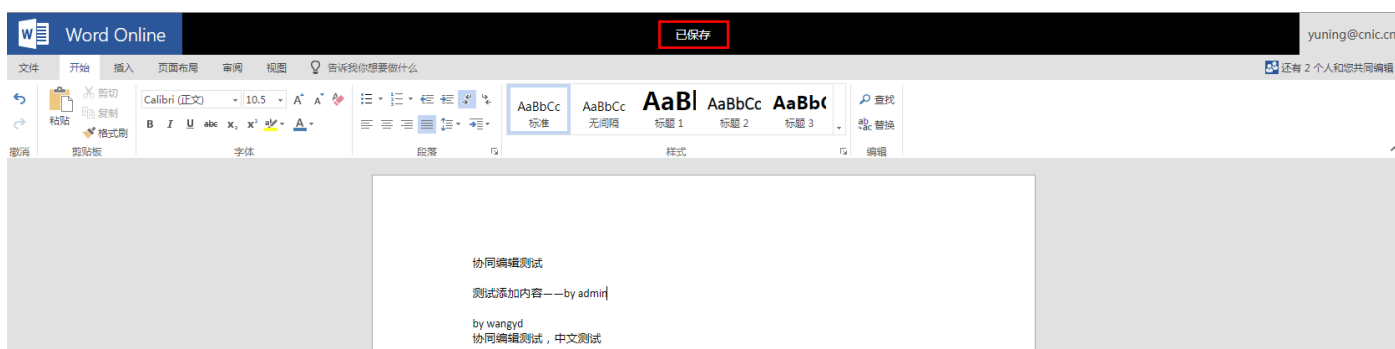 Word Online
已保存
yuning@cnic.cn
文件 开始 插入 页面布局 审阅 视图 告诉我你想要做什么
还有 2 个人和您共同编辑
剪切
复制
格式刷
粘贴
Calibri (正文) 10.5
B I U abc x₂ x² A
AaBbCc AaBbCc AaBl AaBbCc AaBb(
标准 无间隔 标题 1 标题 2 标题 3
查找
替换
撤消 剪贴板 字体 段落 样式 编辑
协同编辑测试
测试添加内容——by admin
by wangyd
协同编辑测试，中文测试